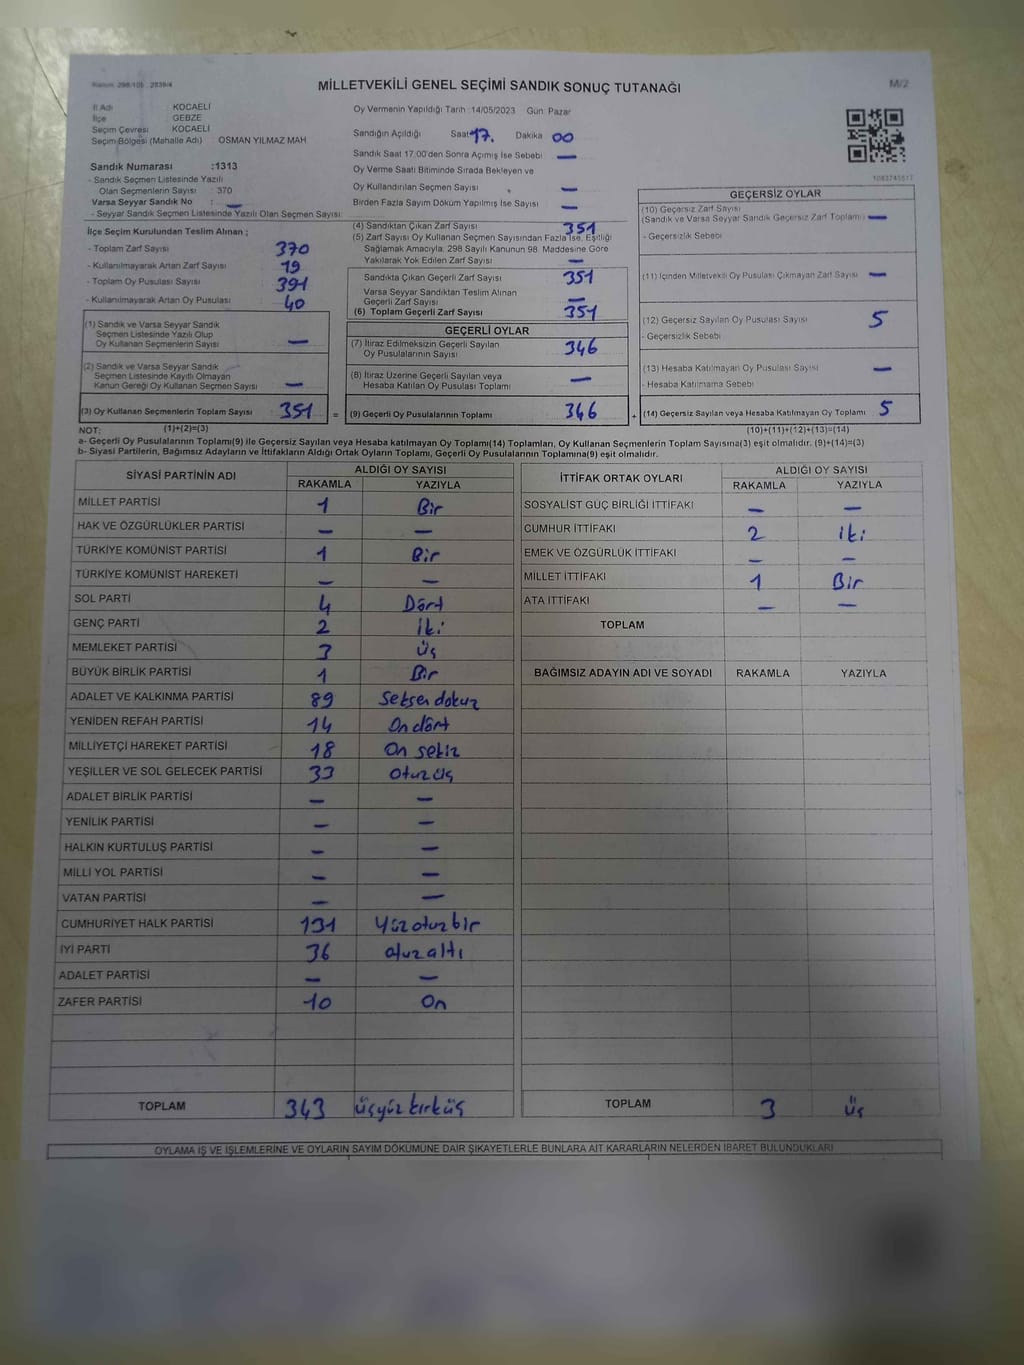 MİLLETVEKİLİ GENEL SEÇİMİ SANDIK SONUÇ TUTANAĞI
M/2
İl Adı KOCAELİ
İlçe GEBZE
Seçim Çevresi KOCAELİ
Seçim Bölgesi (Mahalle Adı) OSMAN YILMAZ MAH
Sandık Numarası :1313
- Sandık Seçmen Listesinde Yazılı
Olan Seçmenlerin Sayısı : 370
Varsa Seyyar Sandık No : —
- Seyyar Sandık Seçmen Listesinde Yazılı Olan Seçmen Sayısı:
İlçe Seçim Kurulundan Teslim Alınan ;
- Toplam Zarf Sayısı 370
- Kullanılmayarak Artan Zarf Sayısı 19
- Toplam Oy Pusulası Sayısı 391
- Kullanılmayarak Artan Oy Pusulası 40
(1) Sandık ve Varsa Seyyar Sandık
Seçmen Listesinde Yazılı Olup
Oy Kullanan Seçmenlerin Sayısı —
(2) Sandık ve Varsa Seyyar Sandık
Seçmen Listesinde Kayıtlı Olmayan
Kanun Gereği Oy Kullanan Seçmen Sayısı —
(3) Oy Kullanan Seçmenlerin Toplam Sayısı 351 =
Oy Vermenin Yapıldığı Tarih :14/05/2023 Gün: Pazar
Sandığın Açıldığı Saat 17. Dakika 00
Sandık Saat 17:00'den Sonra Açımış İse Sebebi —
Oy Verme Saati Bitiminde Sırada Bekleyen ve
Oy Kullandırılan Seçmen Sayısı —
Birden Fazla Sayım Döküm Yapılmış İse Sayısı —
(4) Sandıktan Çıkan Zarf Sayısı 351
(5) Zarf Sayısı Oy Kullanan Seçmen Sayısından Fazla İse, Eşitliği
Sağlamak Amacıyla, 298 Sayılı Kanunun 98. Maddesine Göre
Yakılarak Yok Edilen Zarf Sayısı —
Sandıkta Çıkan Geçerli Zarf Sayısı 351
Varsa Seyyar Sandıktan Teslim Alınan
Geçerli Zarf Sayısı —
(6) Toplam Geçerli Zarf Sayısı 351
GEÇERLİ OYLAR
(7) İtiraz Edilmeksizin Geçerli Sayılan
Oy Pusulalarının Sayısı 346
(8) İtiraz Üzerine Geçerli Sayılan veya
Hesaba Katılan Oy Pusulası Toplamı —
(9) Geçerli Oy Pusulalarının Toplamı 346 +
1083745517
GEÇERSİZ OYLAR
(10) Geçersiz Zarf Sayısı
(Sandık ve Varsa Seyyar Sandık Geçersiz Zarf Toplamı) —
- Geçersizlik Sebebi
(11) İçinden Milletvekili Oy Pusulası Çıkmayan Zarf Sayısı —
(12) Geçersiz Sayılan Oy Pusulası Sayısı 5
- Geçersizlik Sebebi
(13) Hesaba Katılmayan Oy Pusulası Sayısı —
- Hesaba Katılmama Sebebi
(14) Geçersiz Sayılan veya Hesaba Katılmayan Oy Toplamı 5
NOT: (1)+(2)=(3) (10)+(11)+(12)+(13)=(14)
a- Geçerli Oy Pusulalarının Toplamı(9) ile Geçersiz Sayılan veya Hesaba katılmayan Oy Toplamı(14) Toplamları, Oy Kullanan Seçmenlerin Toplam Sayısına(3) eşit olmalıdır. (9)+(14)=(3)
b- Siyasi Partilerin, Bağımsız Adayların ve İttifakların Aldığı Ortak Oyların Toplamı, Geçerli Oy Pusulalarının Toplamına(9) eşit olmalıdır.
SİYASİ PARTİNİN ADI ALDIĞI OY SAYISI
RAKAMLA YAZIYLA
MİLLET PARTİSİ 1 Bir
HAK VE ÖZGÜRLÜKLER PARTİSİ — —
TÜRKİYE KOMÜNİST PARTİSİ 1 Bir
TÜRKİYE KOMÜNİST HAREKETİ — —
SOL PARTİ 4 Dört
GENÇ PARTİ 2 iki
MEMLEKET PARTİSİ 3 üç
BÜYÜK BİRLİK PARTİSİ 1 Bir
ADALET VE KALKINMA PARTİSİ 89 seksen dokuz
YENİDEN REFAH PARTİSİ 14 On dört
MİLLİYETÇİ HAREKET PARTİSİ 18 On sekiz
YEŞİLLER VE SOL GELECEK PARTİSİ 33 otuz üç
ADALET BİRLİK PARTİSİ — —
YENİLİK PARTİSİ — —
HALKIN KURTULUŞ PARTİSİ — —
MİLLİ YOL PARTİSİ — —
VATAN PARTİSİ — —
CUMHURİYET HALK PARTİSİ 131 Yüz otuz bir
İYİ PARTİ 36 otuz altı
ADALET PARTİSİ — —
ZAFER PARTİSİ 10 On
TOPLAM 343 üçyüz kırküç
İTTİFAK ORTAK OYLARI ALDIĞI OY SAYISI
RAKAMLA YAZIYLA
SOSYALİST GÜÇ BİRLİĞİ İTTİFAKI — —
CUMHUR İTTİFAKI 2 iki
EMEK VE ÖZGÜRLÜK İTTİFAKI — —
MİLLET İTTİFAKI 1 Bir
ATA İTTİFAKI — —
TOPLAM
BAĞIMSIZ ADAYIN ADI VE SOYADI RAKAMLA YAZIYLA
TOPLAM 3 üç
OYLAMA İŞ VE İŞLEMLERİNE VE OYLARIN SAYIM DÖKÜMÜNE DAİR ŞİKAYETLERLE BUNLARA AİT KARARLARIN NELERDEN İBARET BULUNDUKLARI